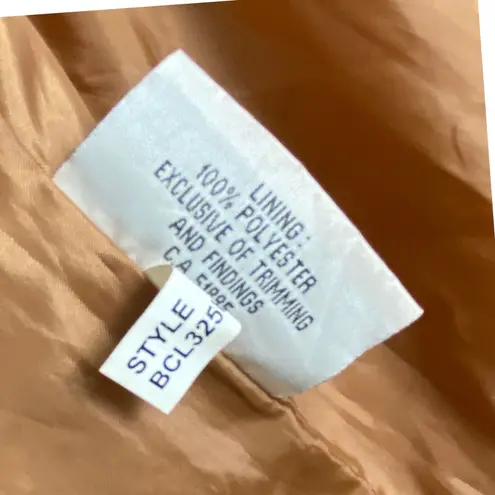 LINING :
100% POLYESTER
EXCLUSIVE OF TRIMMING
AND FINDINGS
C.A.
STYLE
BCL325